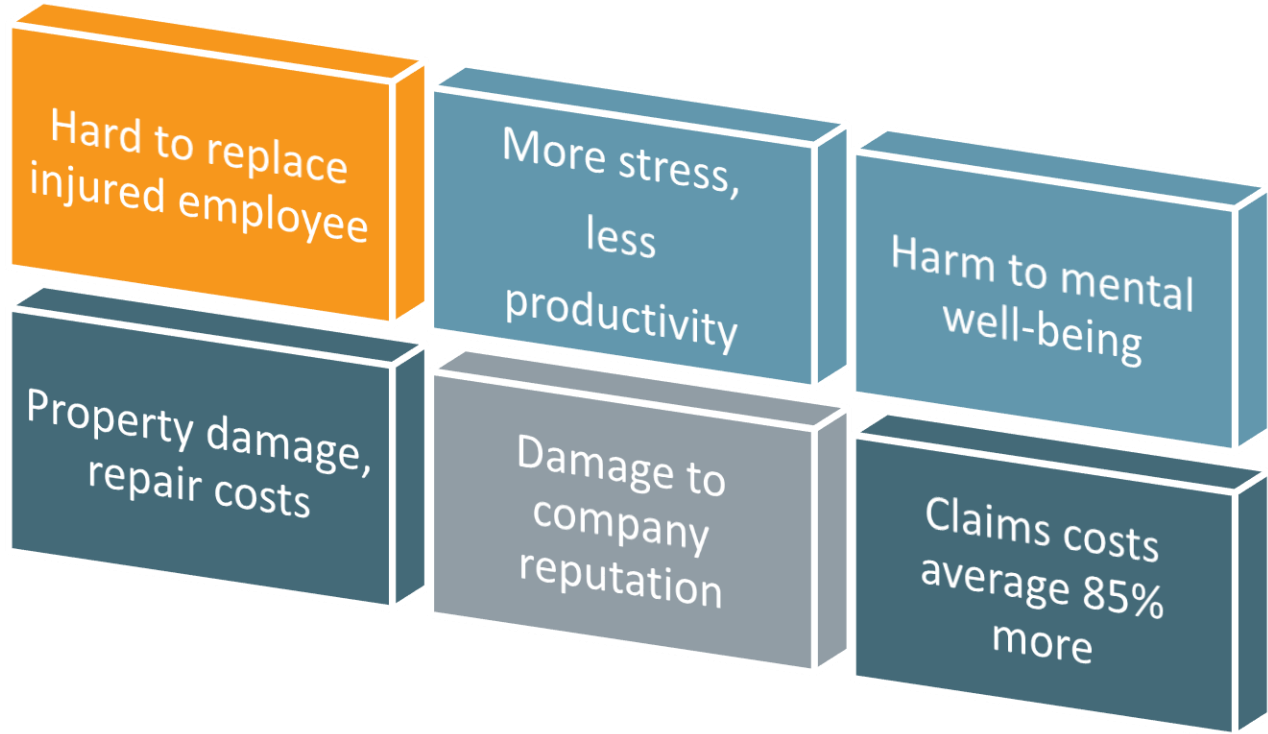 Hard to replace
injured employee
More stress,
less
productivity
Harm to mental
well-being
Property damage,
repair costs
Damage to
company
reputation
Claims costs
average 85%
more